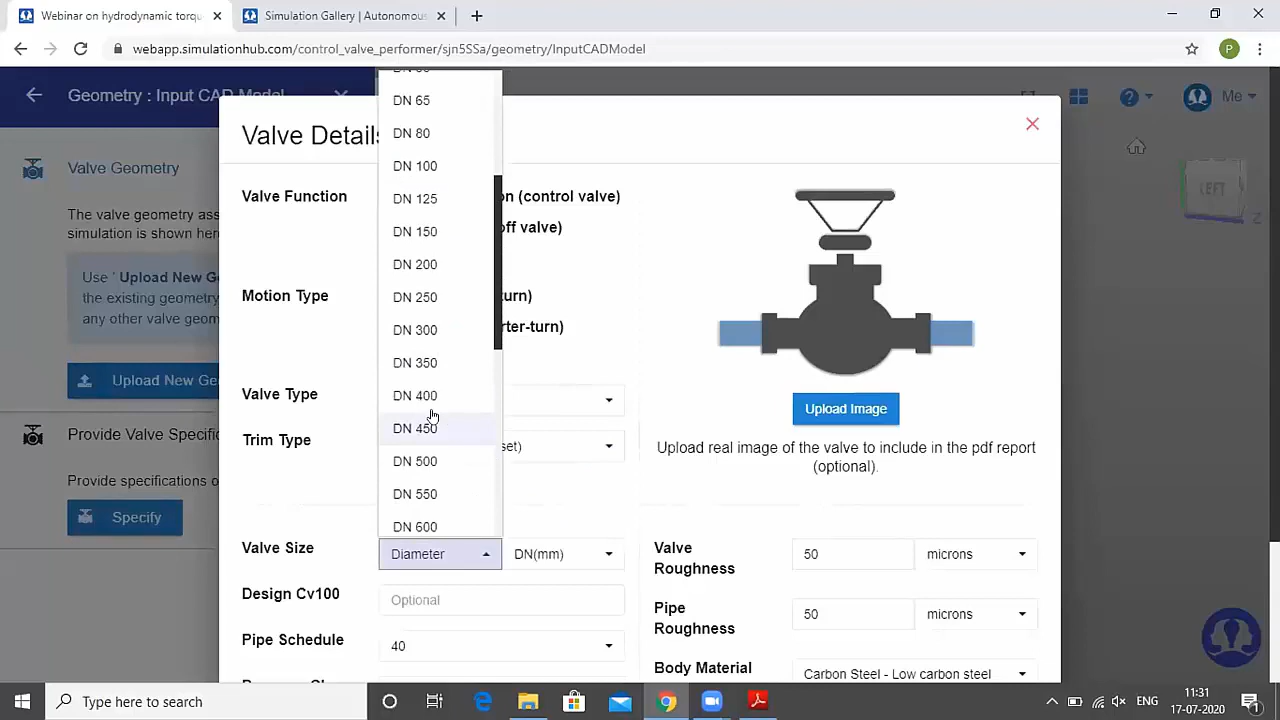 Webinar on hydrodynamic torqu
Simulation Gallery | Autonomous
webapp.simulationhub.com/control_valve_performer/sjn5SSa/geometry/InputCADModel
P
Geometry : Input CAD Model
Me
Valve Geometry
The valve geometry ass
simulation is shown here
Use ' Upload New Ge
the existing geometry
any other valve geom
Upload New Ge
Provide Valve Specific
Provide specifications o
Specify
Valve Details
LEFT
Z
Valve Function
on (control valve)
off valve)
Motion Type
turn)
rter-turn)
Valve Type
Trim Type
set)
DN 65
DN 80
DN 100
DN 125
DN 150
DN 200
DN 250
DN 300
DN 350
DN 400
DN 450
DN 500
DN 550
DN 600
Upload Image
Upload real image of the valve to include in the pdf report
(optional).
Valve Size
Diameter
DN(mm)
Design Cv100
Optional
Pipe Schedule
40
Valve
Roughness
50
microns
Pipe
Roughness
50
microns
Body Material
Carbon Steel - Low carbon steel
Type here to search
ENG
11:31
17-07-2020
1